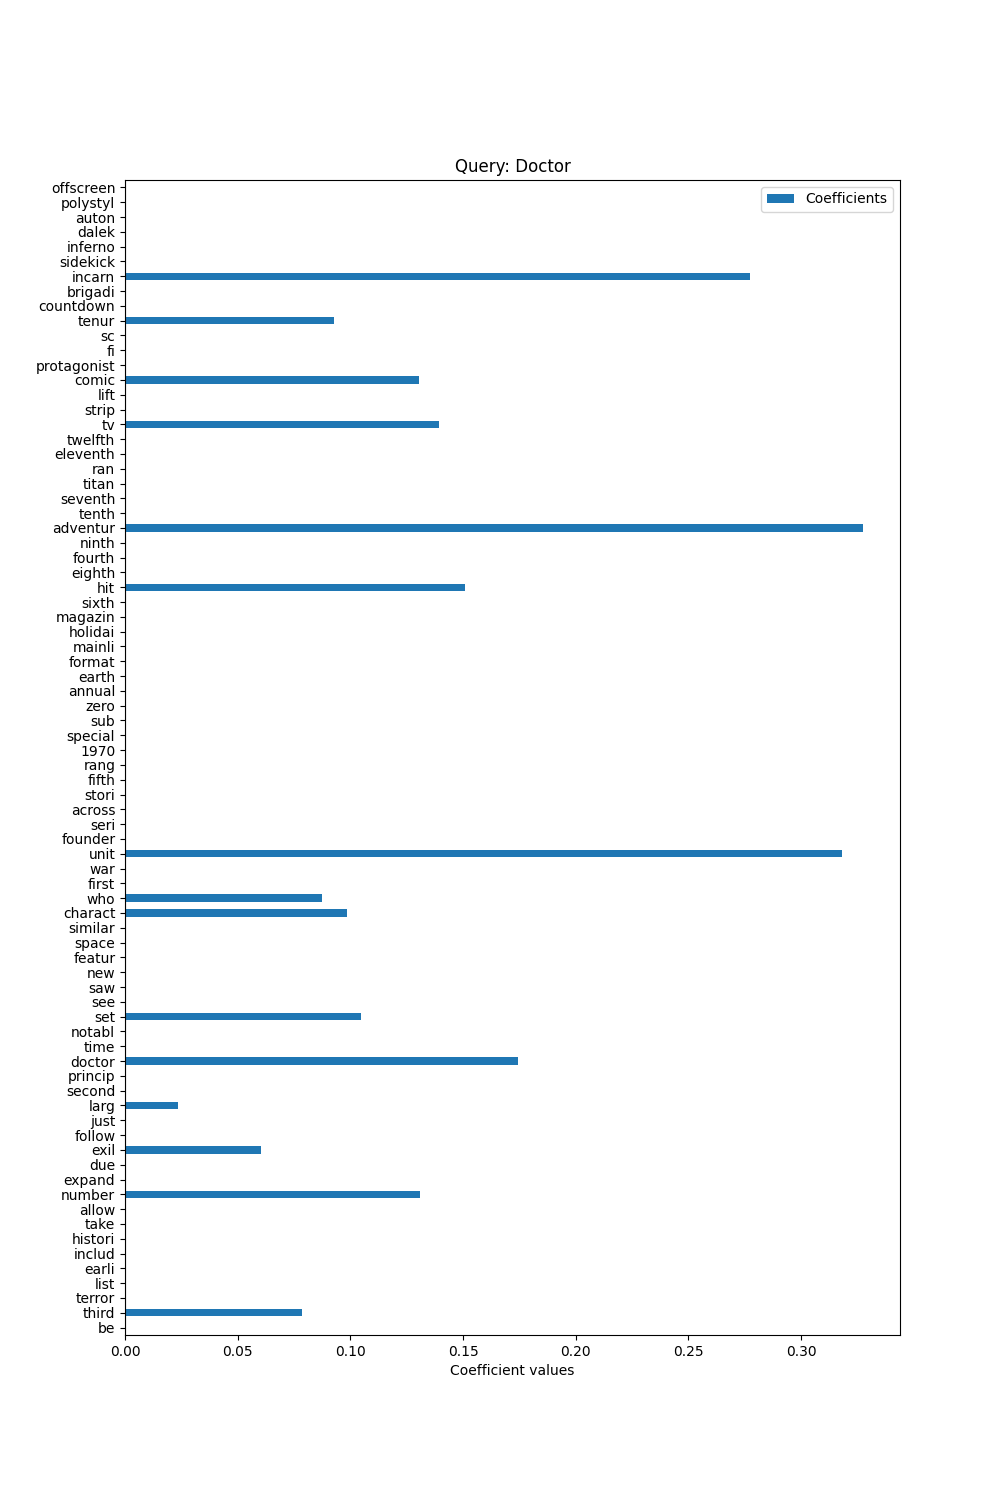 Query: Doctor
Coefficients
offscreen
polystyl
auton
dalek
inferno
sidekick
incarn
brigadi
countdown
tenur
sc
fi
protagonist
comic
lift
strip
tv
twelfth
eleventh
ran
titan
seventh
tenth
adventur
ninth
fourth
eighth
hit
sixth
magazin
holidai
mainli
format
earth
annual
zero
sub
special
1970
rang
fifth
stori
across
seri
founder
unit
war
first
who
charact
similar
space
featur
new
saw
see
set
notabl
time
doctor
princip
second
larg
just
follow
exil
due
expand
number
allow
take
histori
includ
earli
list
terror
third
be
0.00 0.05 0.10 0.15 0.20 0.25 0.30
Coefficient values